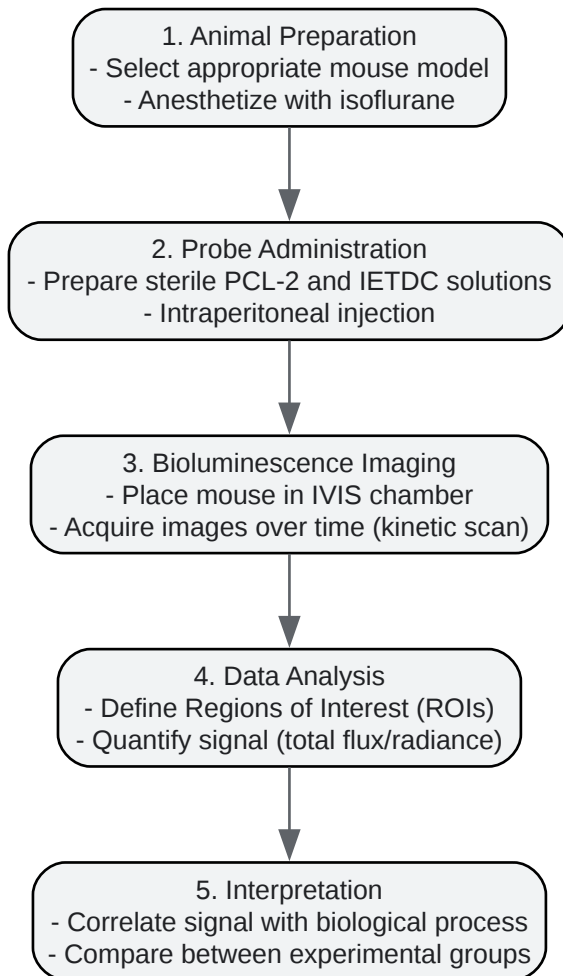 1. Animal Preparation
- Select appropriate mouse model
- Anesthetize with isoflurane
2. Probe Administration
- Prepare sterile PCL-2 and IETDC solutions
- Intraperitoneal injection
3. Bioluminescence Imaging
- Place mouse in IVIS chamber
- Acquire images over time (kinetic scan)
4. Data Analysis
- Define Regions of Interest (ROIs)
- Quantify signal (total flux/radiance)
5. Interpretation
- Correlate signal with biological process
- Compare between experimental groups